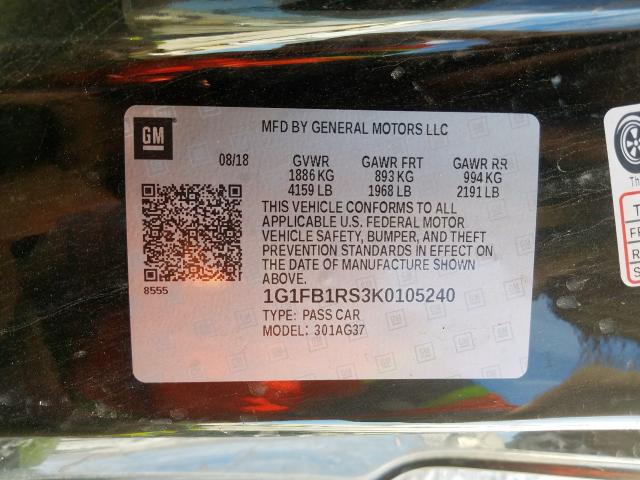 GM
MFD BY GENERAL MOTORS LLC
08/18 GVWR GAWR FRT GAWR RR
1886 KG 893 KG 994 KG
4159 LB 1968 LB 2191 LB
THIS VEHICLE CONFORMS TO ALL
APPLICABLE U.S. FEDERAL MOTOR
VEHICLE SAFETY, BUMPER, AND THEFT
PREVENTION STANDARDS IN EFFECT ON
THE DATE OF MANUFACTURE SHOWN
ABOVE.
8555
1G1FB1RS3K0105240
TYPE: PASS CAR
MODEL: 301AG37